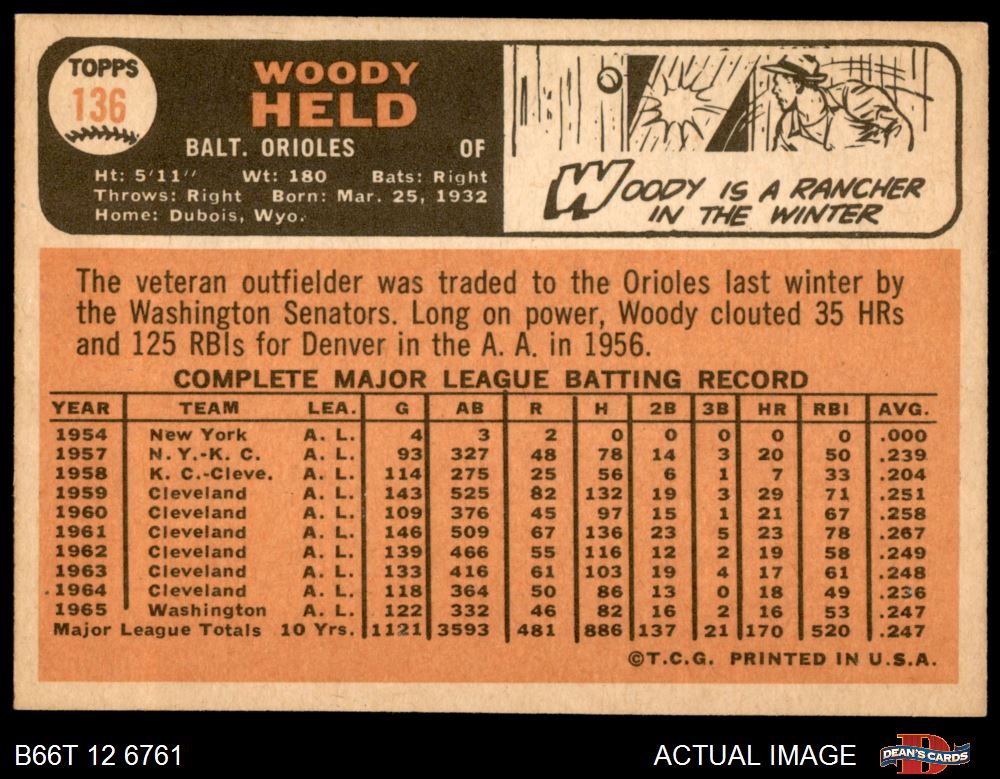 TOPPS
136
WOODY
HELD
BALT. ORIOLES OF
Ht: 5'11" Wt: 180 Bats: Right
Throws: Right Born: Mar. 25, 1932
Home: Dubois, Wyo.
WOODY IS A RANCHER
IN THE WINTER
The veteran outfielder was traded to the Orioles last winter by
the Washington Senators. Long on power, Woody clouted 35 HRs
and 125 RBIs for Denver in the A. A. in 1956.
COMPLETE MAJOR LEAGUE BATTING RECORD
YEAR TEAM LEA. G AB R H 2B 3B HR RBI AVG.
1954 New York A. L. 4 3 2 0 0 0 0 0 .000
1957 N. Y.-K. C. A. L. 93 327 48 78 14 3 20 50 .239
1958 K. C.-Cleve. A. L. 114 275 25 56 6 1 7 33 .204
1959 Cleveland A. L. 143 525 82 132 19 3 29 71 .251
1960 Cleveland A. L. 109 376 45 97 15 1 21 67 .258
1961 Cleveland A. L. 146 509 67 136 23 5 23 78 .267
1962 Cleveland A. L. 139 466 55 116 12 2 19 58 .249
1963 Cleveland A. L. 133 416 61 103 19 4 17 61 .248
1964 Cleveland A. L. 118 364 50 86 13 0 18 49 .236
1965 Washington A. L. 122 332 46 82 16 2 16 53 .247
Major League Totals 10 Yrs. 1121 3593 481 886 137 21 170 520 .247
©T.C.G. PRINTED IN U.S.A.
B66T 12 6761 ACTUAL IMAGE
DEAN'S CARDS